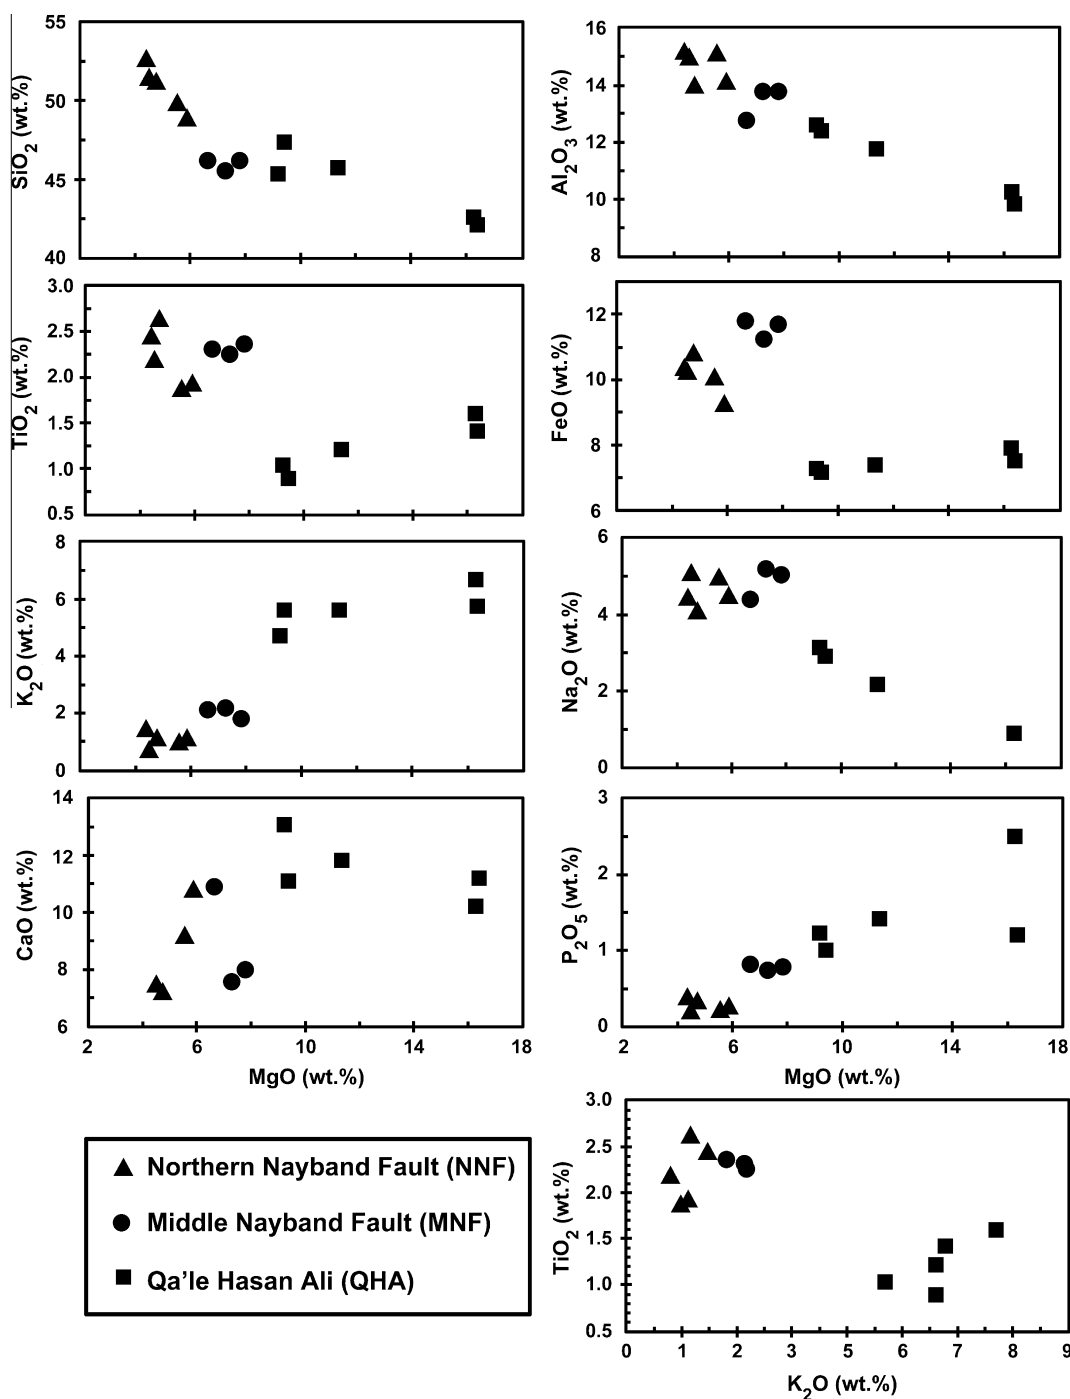 55
50
45
40
SiO2 (wt.%)
16
14
12
10
8
Al2O3 (wt.%)
3.0
2.5
2.0
1.5
1.0
0.5
TiO2 (wt.%)
12
10
8
6
FeO (wt.%)
8
6
4
2
0
K2O (wt.%)
6
4
2
0
Na2O (wt.%)
14
12
10
8
6
CaO (wt.%)
2 6 10 14 18
MgO (wt.%)
3
2
1
0
P2O5 (wt.%)
2 6 10 14 18
MgO (wt.%)
Northern Nayband Fault (NNF)
Middle Nayband Fault (MNF)
Qa’le Hasan Ali (QHA)
3.0
2.5
2.0
1.5
1.0
0.5
TiO2 (wt.%)
0 1 2 3 4 5 6 7 8 9
K2O (wt.%)